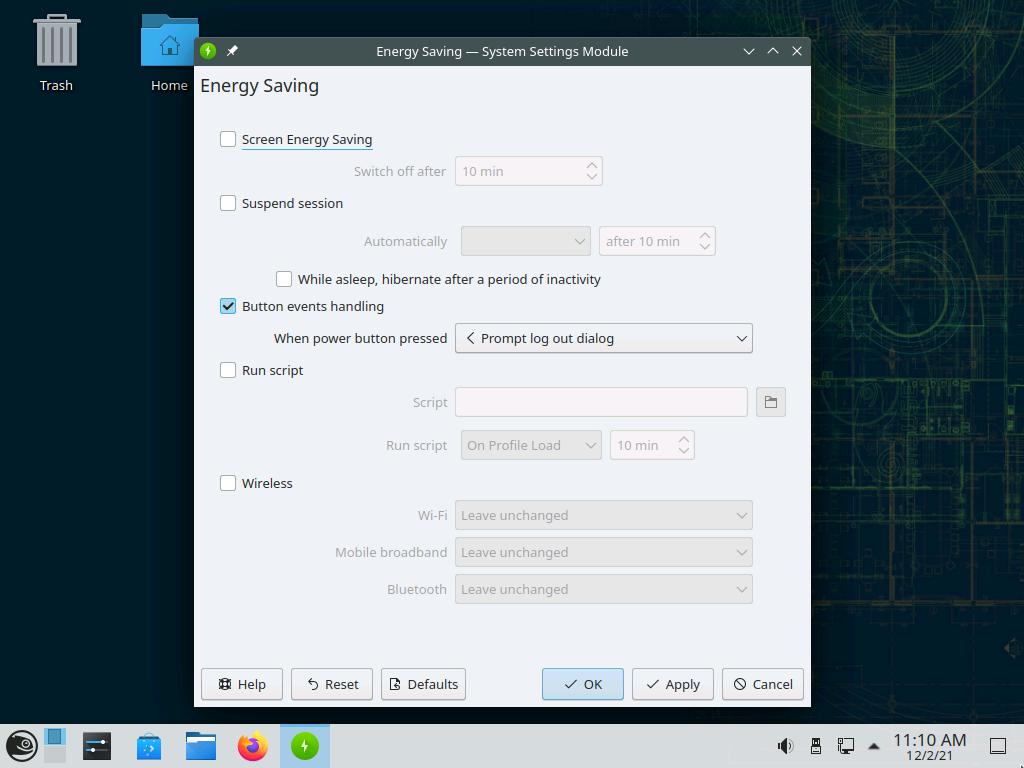 Trash
Home
Energy Saving — System Settings Module
Energy Saving
Screen Energy Saving
Switch off after 10 min
Suspend session
Automatically after 10 min
While asleep, hibernate after a period of inactivity
Button events handling
When power button pressed Prompt log out dialog
Run script
Script
Run script On Profile Load 10 min
Wireless
Wi-Fi Leave unchanged
Mobile broadband Leave unchanged
Bluetooth Leave unchanged
Help Reset Defaults OK Apply Cancel
11:10 AM
12/2/21